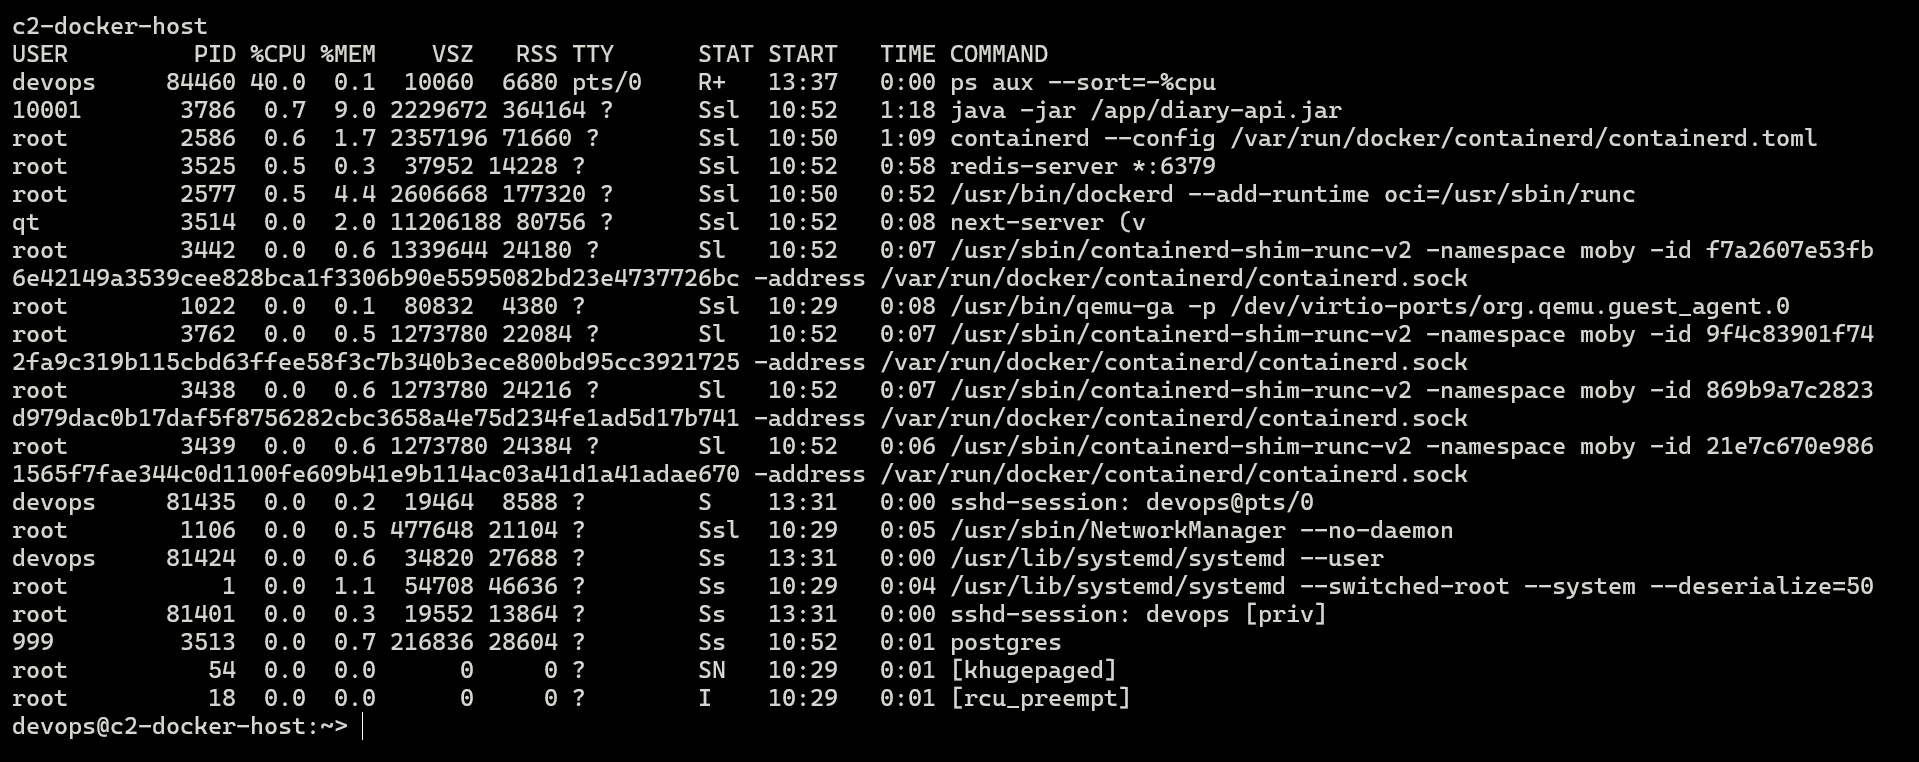 c2-docker-host
USER         PID %CPU %MEM    VSZ   RSS TTY      STAT START   TIME COMMAND
devops     84460 40.0  0.1  10060  6680 pts/0    R+   13:37   0:00 ps aux --sort=-%cpu
10001       3786  0.7  9.0 2229672 364164 ?      Ssl  10:52   1:18 java -jar /app/diary-api.jar
root        2586  0.6  1.7 2357196 71660 ?       Ssl  10:50   1:09 containerd --config /var/run/docker/containerd/containerd.toml
root        3525  0.5  0.3  37952 14228 ?        Ssl  10:52   0:58 redis-server *:6379
root        2577  0.5  4.4 2606668 177320 ?      Ssl  10:50   0:52 /usr/bin/dockerd --add-runtime oci=/usr/sbin/runc
qt          3514  0.0  2.0 11206188 80756 ?      Ssl  10:52   0:08 next-server (v
root        3442  0.0  0.6 1339644 24180 ?       Sl   10:52   0:07 /usr/sbin/containerd-shim-runc-v2 -namespace moby -id f7a2607e53fb
6e42149a3539cee828bca1f3306b90e5595082bd23e4737726bc -address /var/run/docker/containerd/containerd.sock
root        1022  0.0  0.1  80832  4380 ?        Ssl  10:29   0:08 /usr/bin/qemu-ga -p /dev/virtio-ports/org.qemu.guest_agent.0
root        3762  0.0  0.5 1273780 22084 ?       Sl   10:52   0:07 /usr/sbin/containerd-shim-runc-v2 -namespace moby -id 9f4c83901f74
2fa9c319b115cbd63ffee58f3c7b340b3ece800bd95cc3921725 -address /var/run/docker/containerd/containerd.sock
root        3438  0.0  0.6 1273780 24216 ?       Sl   10:52   0:07 /usr/sbin/containerd-shim-runc-v2 -namespace moby -id 869b9a7c2823
d979dac0b17daf5f8756282cbc3658a4e75d234fe1ad5d17b741 -address /var/run/docker/containerd/containerd.sock
root        3439  0.0  0.6 1273780 24384 ?       Sl   10:52   0:06 /usr/sbin/containerd-shim-runc-v2 -namespace moby -id 21e7c670e986
1565f7fae344c0d1100fe609b41e9b114ac03a41d1a41adae670 -address /var/run/docker/containerd/containerd.sock
devops     81435  0.0  0.2  19464  8588 ?        S    13:31   0:00 sshd-session: devops@pts/0
root        1106  0.0  0.5 477648 21104 ?        Ssl  10:29   0:05 /usr/sbin/NetworkManager --no-daemon
devops     81424  0.0  0.6  34820 27688 ?        Ss   13:31   0:00 /usr/lib/systemd/systemd --user
root           1  0.0  1.1  54708 46636 ?        Ss   10:29   0:04 /usr/lib/systemd/systemd --switched-root --system --deserialize=50
root       81401  0.0  0.3  19552 13864 ?        Ss   13:31   0:00 sshd-session: devops [priv]
999         3513  0.0  0.7 216836 28604 ?        Ss   10:52   0:01 postgres
root          54  0.0  0.0      0     0 ?        SN   10:29   0:01 [khugepaged]
root          18  0.0  0.0      0     0 ?        I    10:29   0:01 [rcu_preempt]
devops@c2-docker-host:~>